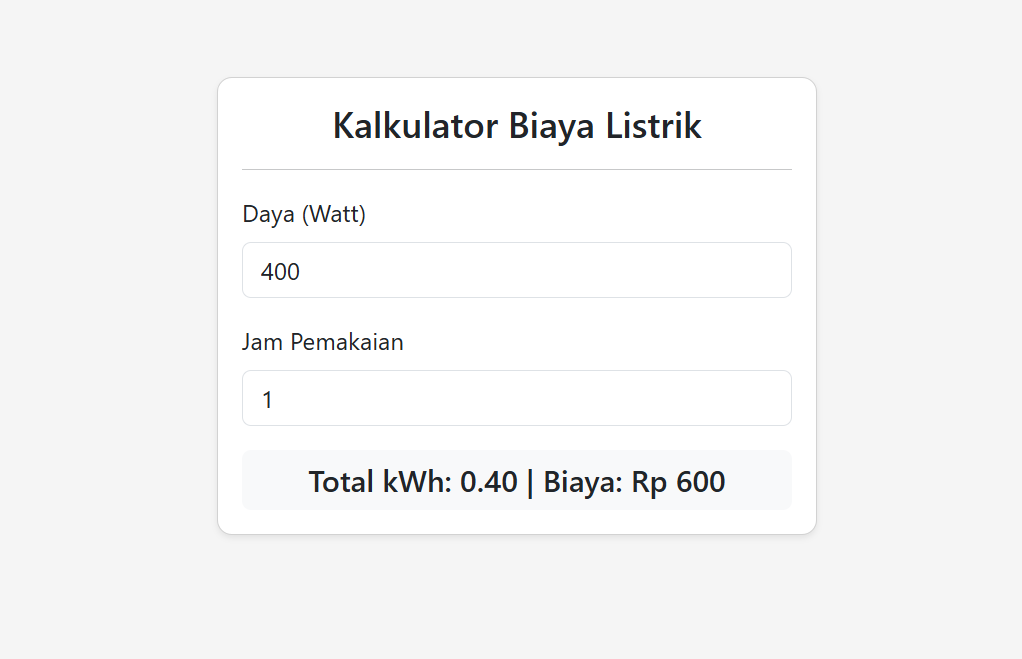 Kalkulator Biaya Listrik
Daya (Watt)
400
Jam Pemakaian
1
Total kWh: 0.40 | Biaya: Rp 600